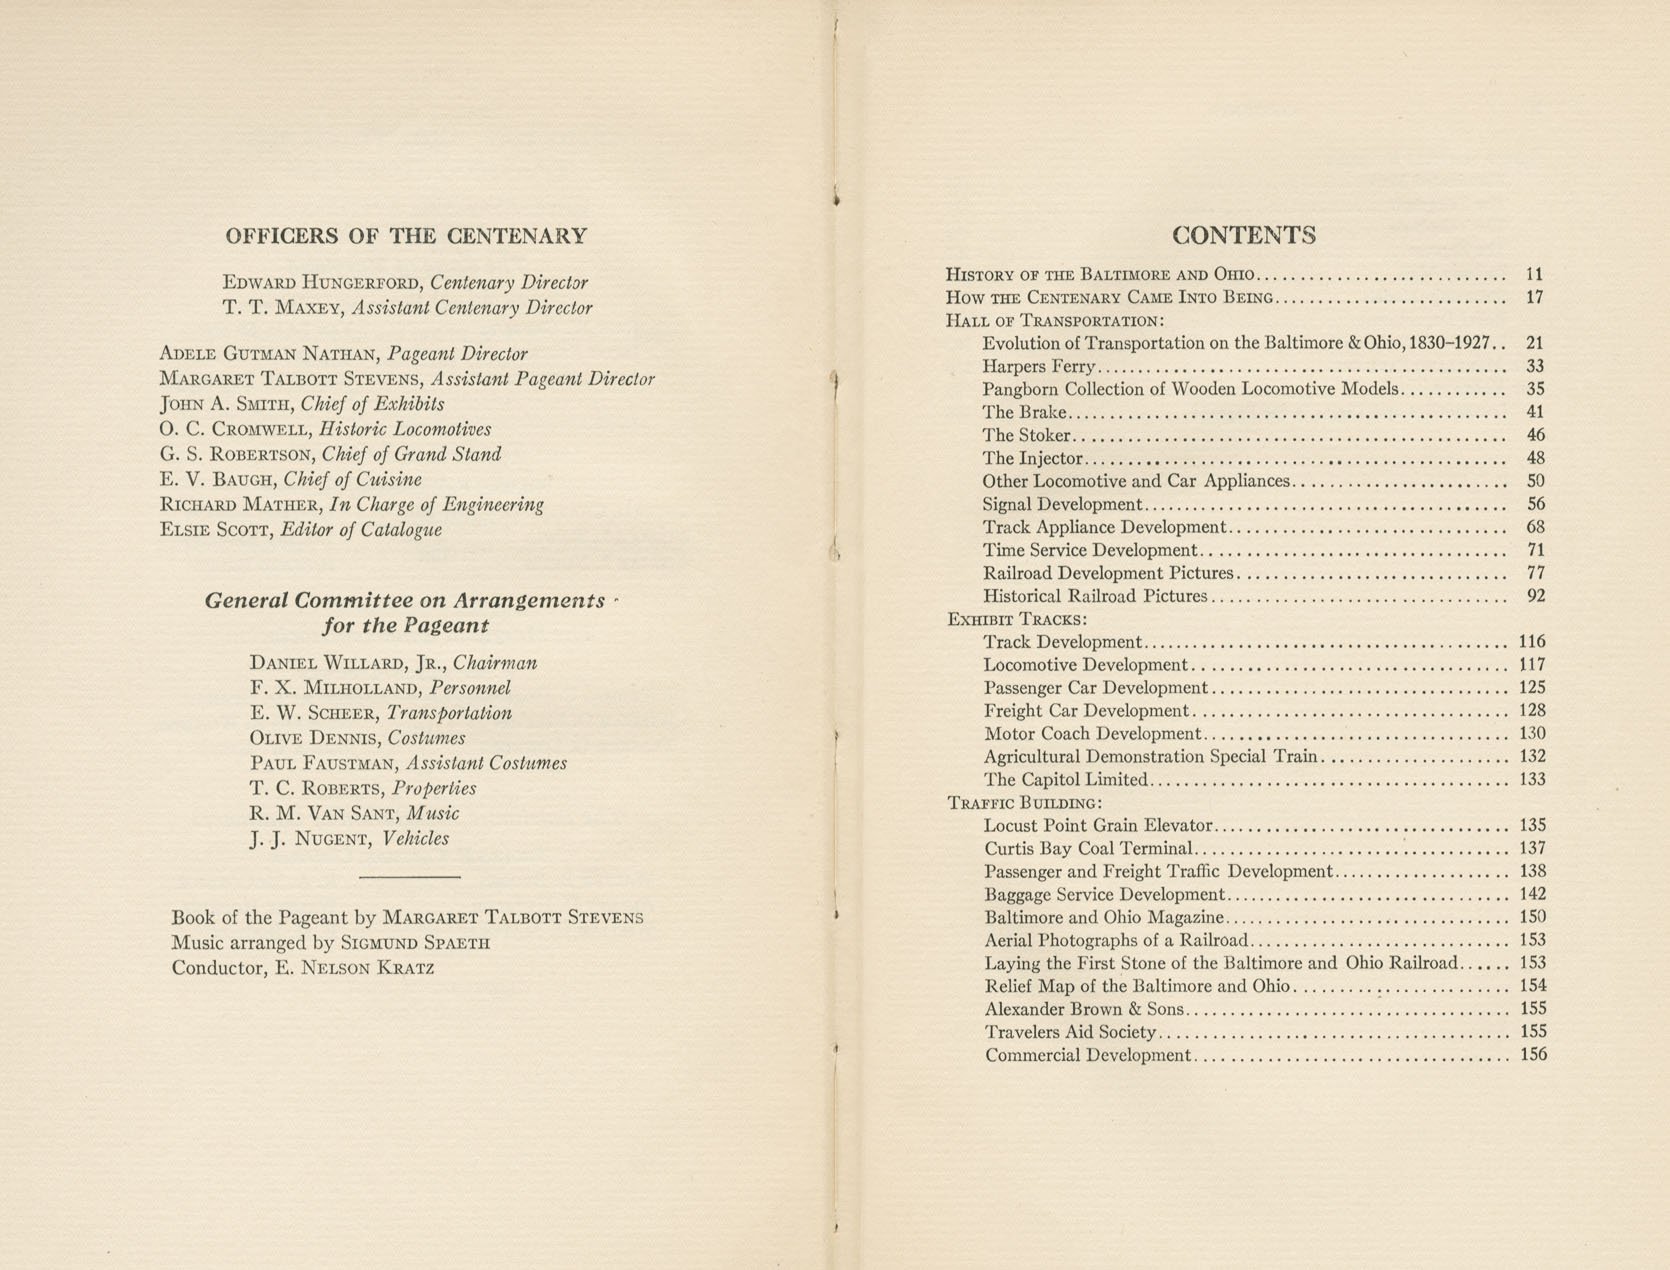 OFFICERS OF THE CENTENARY
EDWARD HUNGERFORD, Centenary Director
T. T. MAXEY, Assistant Centenary Director
ADELE GUTMAN NATHAN, Pageant Director
MARGARET TALBOTT STEVENS, Assistant Pageant Director
JOHN A. SMITH, Chief of Exhibits
O. C. CROMWELL, Historic Locomotives
G. S. ROBERTSON, Chief of Grand Stand
E. V. BAUGH, Chief of Cuisine
RICHARD MATHER, In Charge of Engineering
ELSIE SCOTT, Editor of Catalogue
General Committee on Arrangements
for the Pageant
DANIEL WILLARD, JR., Chairman
F. X. MILHOLLAND, Personnel
E. W. SCHEER, Transportation
OLIVE DENNIS, Costumes
PAUL FAUSTMAN, Assistant Costumes
T. C. ROBERTS, Properties
R. M. VAN SANT, Music
J. J. NUGENT, Vehicles
Book of the Pageant by MARGARET TALBOTT STEVENS
Music arranged by SIGMUND SPAETH
Conductor, E. NELSON KRATZ
CONTENTS
HISTORY OF THE BALTIMORE AND OHIO............................ 11
HOW THE CENTENARY CAME INTO BEING......................... 17
HALL OF TRANSPORTATION:
Evolution of Transportation on the Baltimore & Ohio, 1830–1927.. 21
Harpers Ferry............................................. 33
Pangborn Collection of Wooden Locomotive Models............ 35
The Brake................................................ 41
The Stoker............................................... 46
The Injector.............................................. 48
Other Locomotive and Car Appliances........................ 50
Signal Development........................................ 56
Track Appliance Development............................... 68
Time Service Development.................................. 71
Railroad Development Pictures.............................. 77
Historical Railroad Pictures................................. 92
EXHIBIT TRACKS:
Track Development........................................ 116
Locomotive Development................................... 117
Passenger Car Development................................. 125
Freight Car Development................................... 128
Motor Coach Development.................................. 130
Agricultural Demonstration Special Train..................... 132
The Capitol Limited........................................ 133
TRAFFIC BUILDING:
Locust Point Grain Elevator................................. 135
Curtis Bay Coal Terminal................................... 137
Passenger and Freight Traffic Development................... 138
Baggage Service Development............................... 142
Baltimore and Ohio Magazine............................... 150
Aerial Photographs of a Railroad............................ 153
Laying the First Stone of the Baltimore and Ohio Railroad...... 153
Relief Map of the Baltimore and Ohio........................ 154
Alexander Brown & Sons.................................... 155
Travelers Aid Society....................................... 155
Commercial Development................................... 156